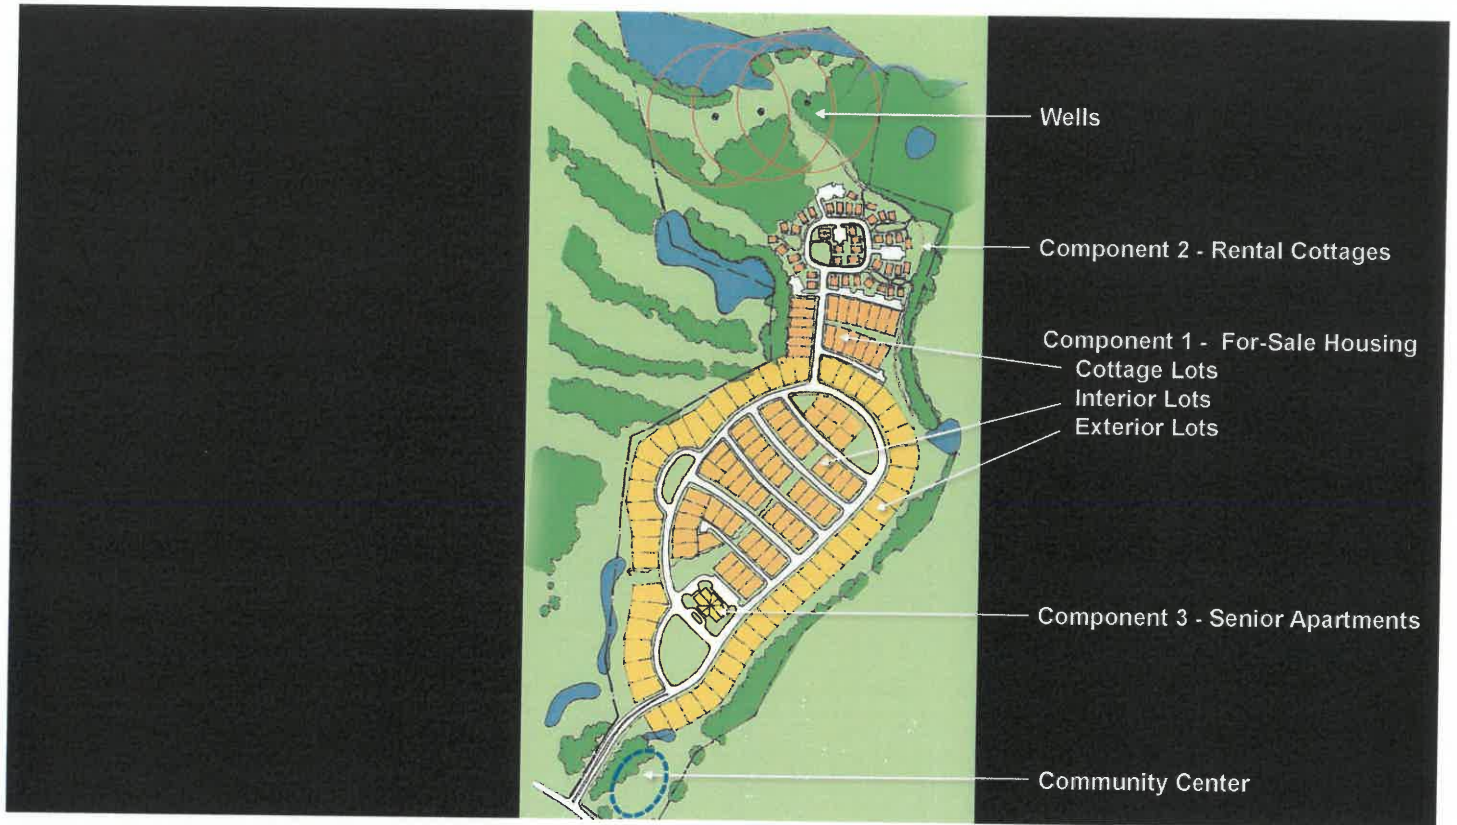 Wells
Component 2 - Rental Cottages
Component 1 - For-Sale Housing
Cottage Lots
Interior Lots
Exterior Lots
Component 3 - Senior Apartments
Community Center